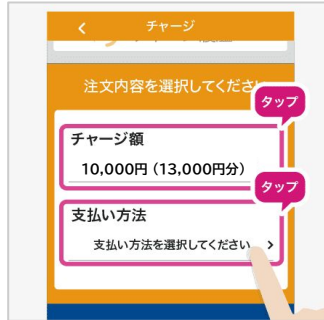 チャージ
注文内容を選択してください
タップ
チャージ額
10,000円（13,000円分）
タップ
支払い方法
支払い方法を選択してください